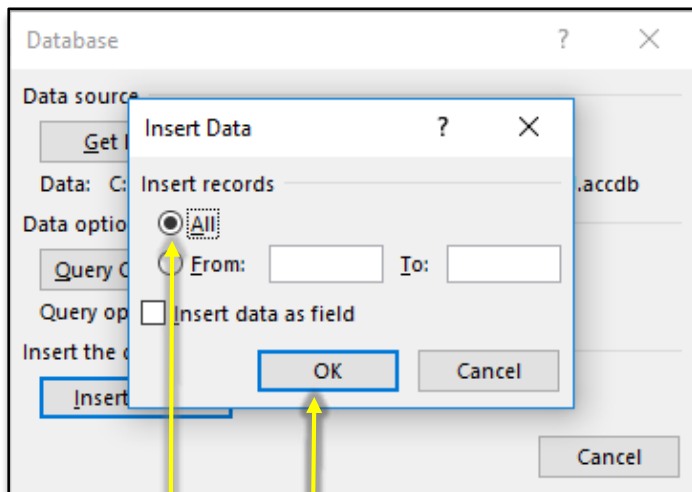 Database ?
Data source
Get
Insert Data ?
Data: C: Insert records .accdb
Data optio All
Query From: To:
Query op Insert data as field
Insert the
OK Cancel
Insert
Cancel